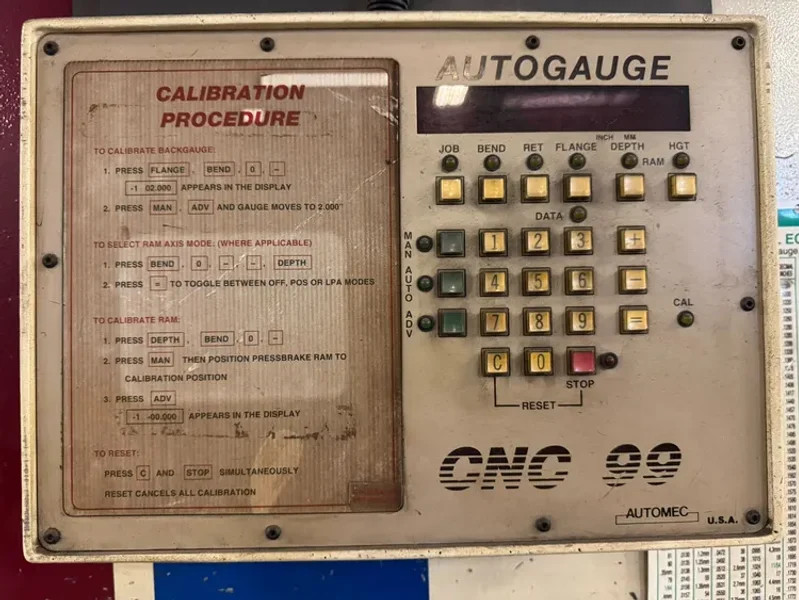 CALIBRATION
PROCEDURE
TO CALIBRATE BACKGAUGE:
1. PRESS FLANGE , BEND , 0 , –
-1 02.000 APPEARS IN THE DISPLAY
2. PRESS MAN , ADV AND GAUGE MOVES TO 2.000"
TO SELECT RAM AXIS MODE: (WHERE APPLICABLE)
1. PRESS BEND , 0 , – , – , DEPTH
2. PRESS = TO TOGGLE BETWEEN OFF, POS OR LPA MODES
TO CALIBRATE RAM:
1. PRESS DEPTH , BEND , 0 , –
2. PRESS MAN THEN POSITION PRESSBRAKE RAM TO
CALIBRATION POSITION
3. PRESS ADV
-1 -00.000 APPEARS IN THE DISPLAY
TO RESET:
PRESS C AND STOP SIMULTANEOUSLY
RESET CANCELS ALL CALIBRATION
AUTOGAUGE
INCH MM
JOB BEND RET FLANGE DEPTH RAM HGT
DATA
MAN 1 2 3 +
AUTO 4 5 6 –
ADV 7 8 9 = CAL
C 0
STOP
RESET
CNC 99
AUTOMEC U.S.A.